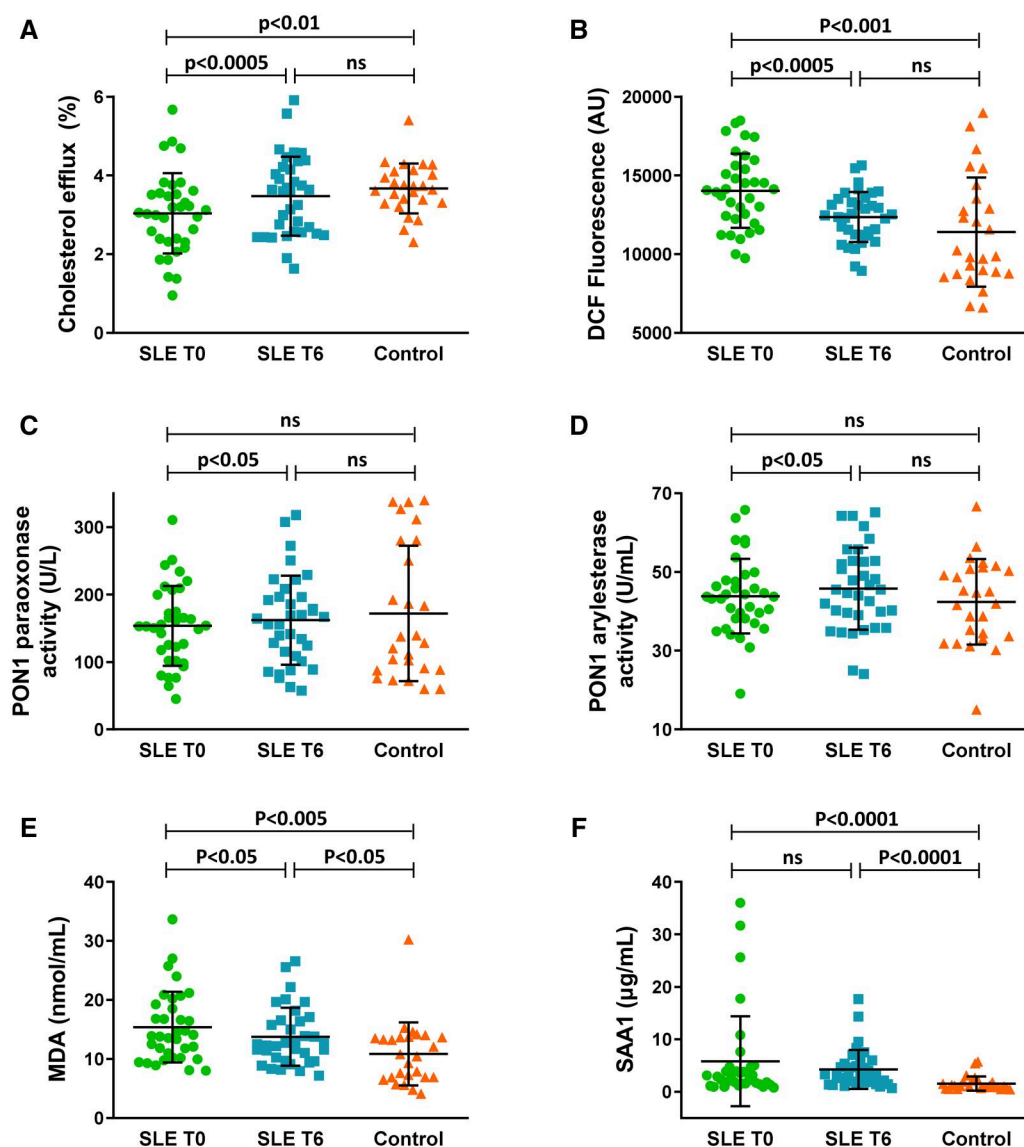 A
p<0.01
p<0.0005 ns
Cholesterol efflux (%)
6
4
2
0
SLE T0 SLE T6 Control
B
P<0.001
p<0.0005 ns
DCF Fluorescence (AU)
20000
15000
10000
5000
SLE T0 SLE T6 Control
C
ns
p<0.05 ns
PON1 paraoxonase
activity (U/L)
300
200
100
0
SLE T0 SLE T6 Control
D
ns
p<0.05 ns
PON1 arylesterase
activity (U/mL)
70
50
30
10
SLE T0 SLE T6 Control
E
P<0.005
P<0.05 P<0.05
MDA (nmol/mL)
40
30
20
10
0
SLE T0 SLE T6 Control
F
P<0.0001
ns P<0.0001
SAA1 (µg/mL)
40
30
20
10
0
SLE T0 SLE T6 Control